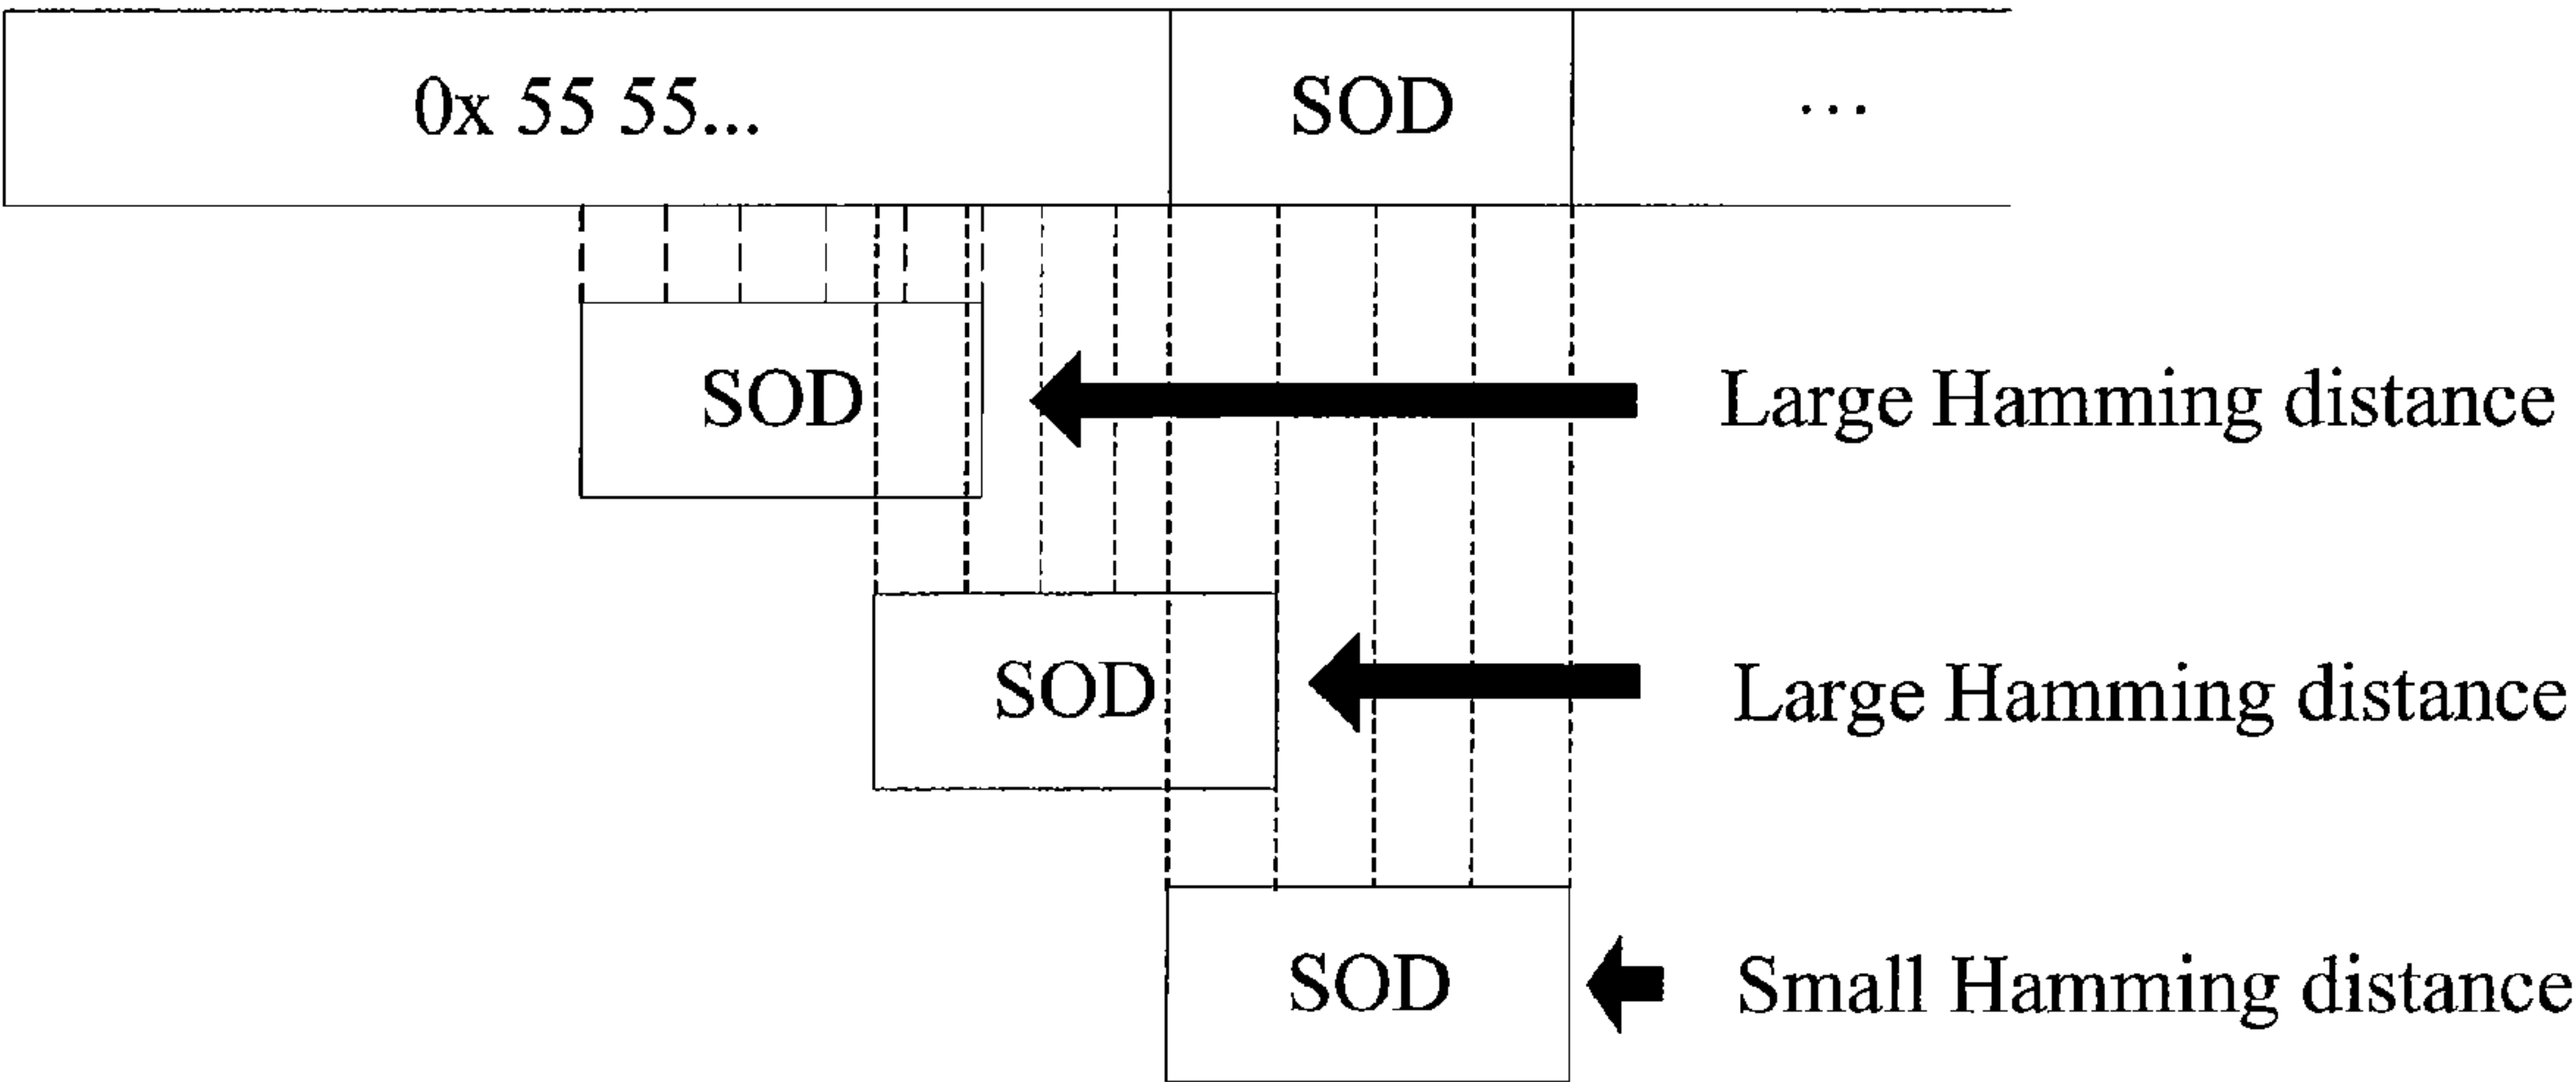 0x 55 55... SOD ...
SOD Large Hamming distance
SOD Large Hamming distance
SOD Small Hamming distance